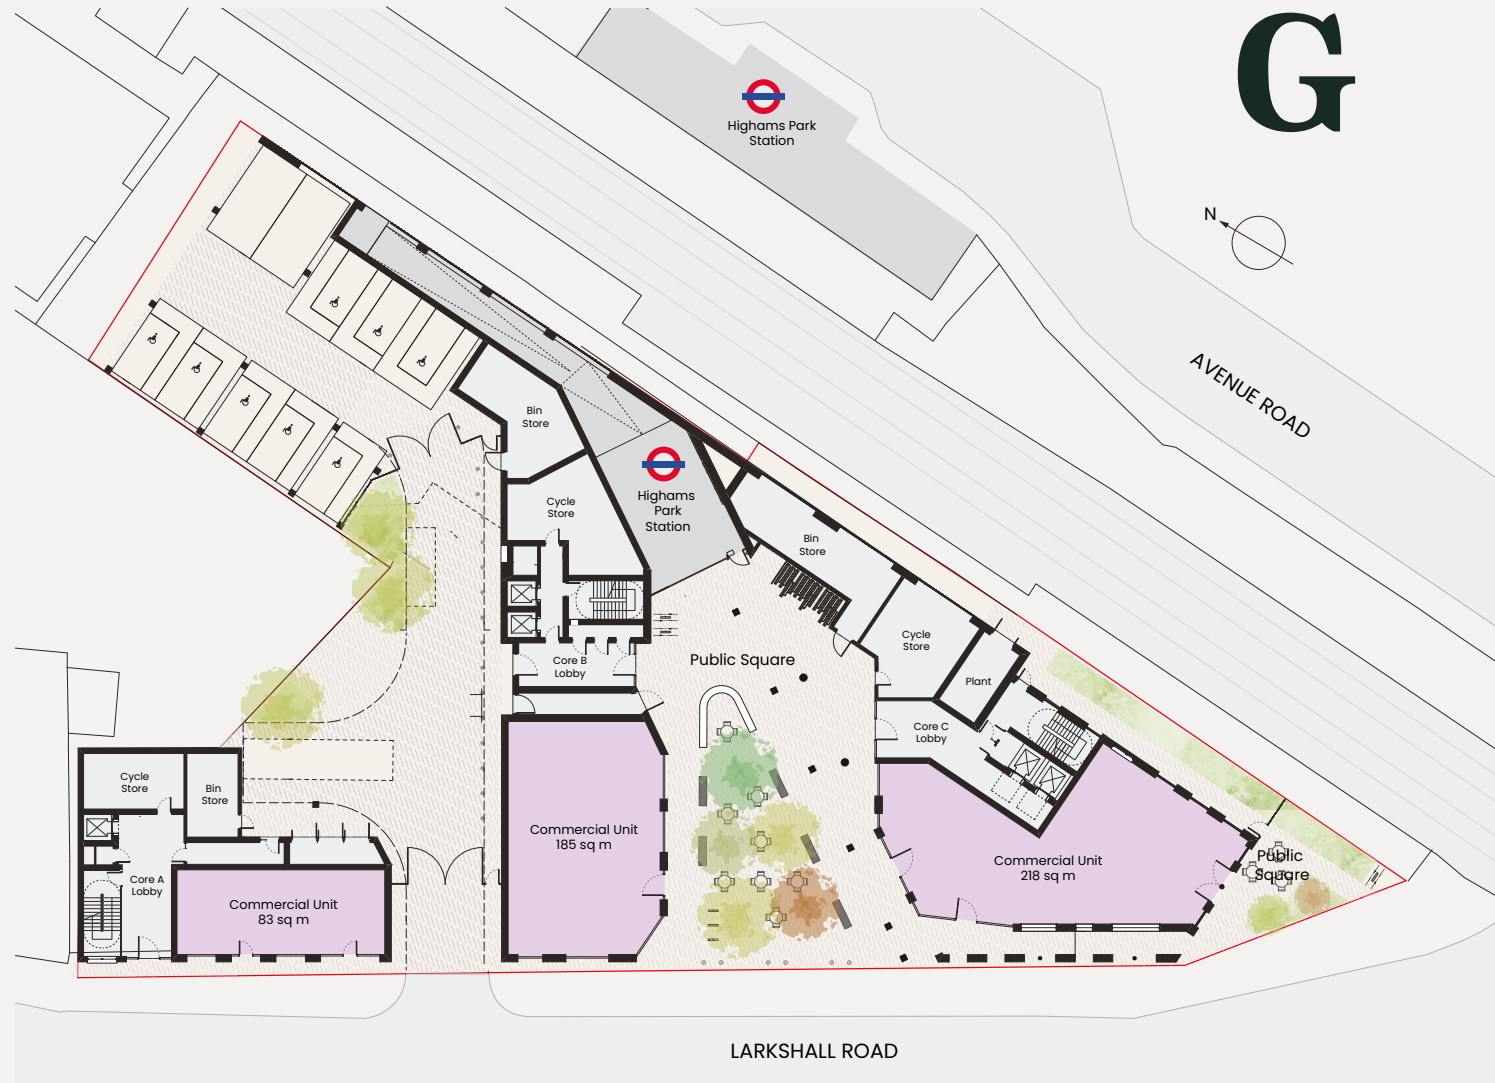 G
Highams Park
Station
N
AVENUE ROAD
Bin
Store
Highams
Park
Station
Cycle
Store
Bin
Store
Cycle
Store
Public Square
Core B
Lobby
Plant
Core C
Lobby
Cycle
Store
Bin
Store
Commercial Unit
185 sq m
Commercial Unit
218 sq m
Public
Square
Core A
Lobby
Commercial Unit
83 sq m
LARKSHALL ROAD